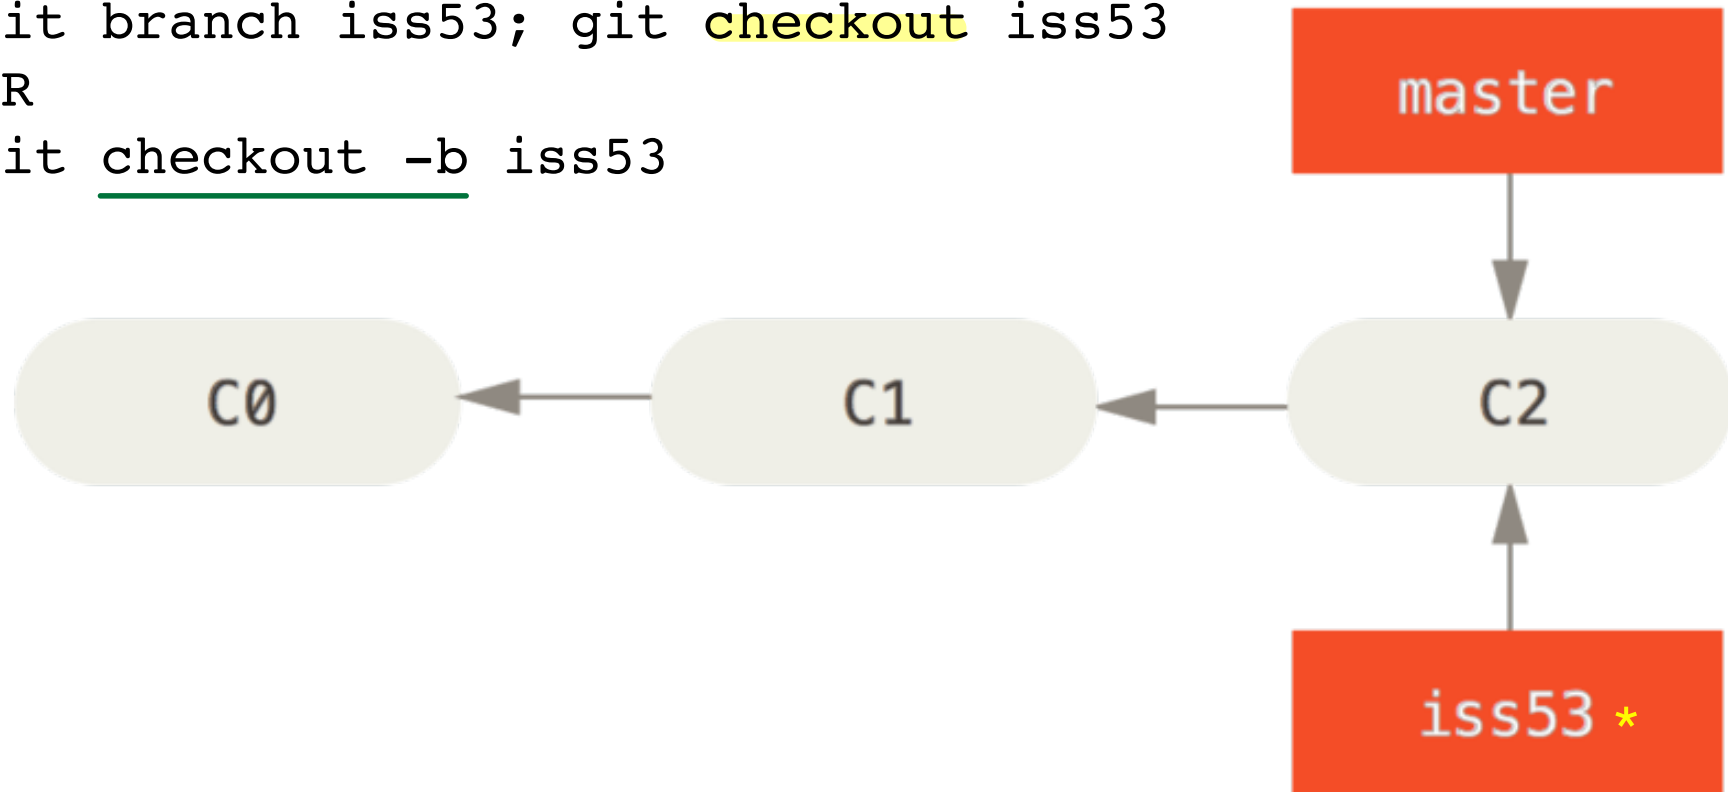 it branch iss53; git checkout iss53
R
it checkout -b iss53
master
C0 C1 C2
iss53 *